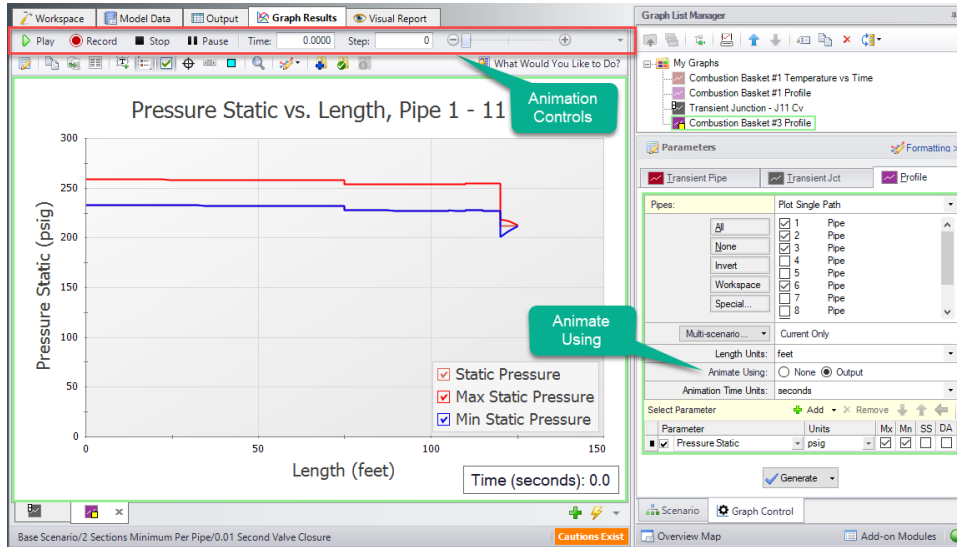 Workspace
Model Data
Output
Graph Results
Visual Report
Play
Record
Stop
Pause
Time:
0.0000
Step:
0
What Would You Like to Do?
Animation
Controls
Pressure Static vs. Length, Pipe 1 - 11
300
250
200
150
100
50
0
Pressure Static (psig)
0
50
100
150
Length (feet)
Static Pressure
Max Static Pressure
Min Static Pressure
Time (seconds): 0.0
Base Scenario/2 Sections Minimum Per Pipe/0.01 Second Valve Closure
Cautions Exist
Graph List Manager
My Graphs
Combustion Basket #1 Temperature vs Time
Combustion Basket #1 Profile
Transient Junction - J11 Cv
Combustion Basket #3 Profile
Parameters
Formatting >
Transient Pipe
Transient Jct
Profile
Pipes:
Plot Single Path
All
None
Invert
Workspace
Special...
1 Pipe
2 Pipe
3 Pipe
4 Pipe
5 Pipe
6 Pipe
7 Pipe
8 Pipe
Multi-scenario...
Current Only
Length Units:
feet
Animate Using:
None
Output
Animate
Using
Animation Time Units:
seconds
Select Parameter
Add
Remove
Parameter
Units
Mx
Mn
SS
DA
Pressure Static
psig
Generate
Scenario
Graph Control
Overview Map
Add-on Modules